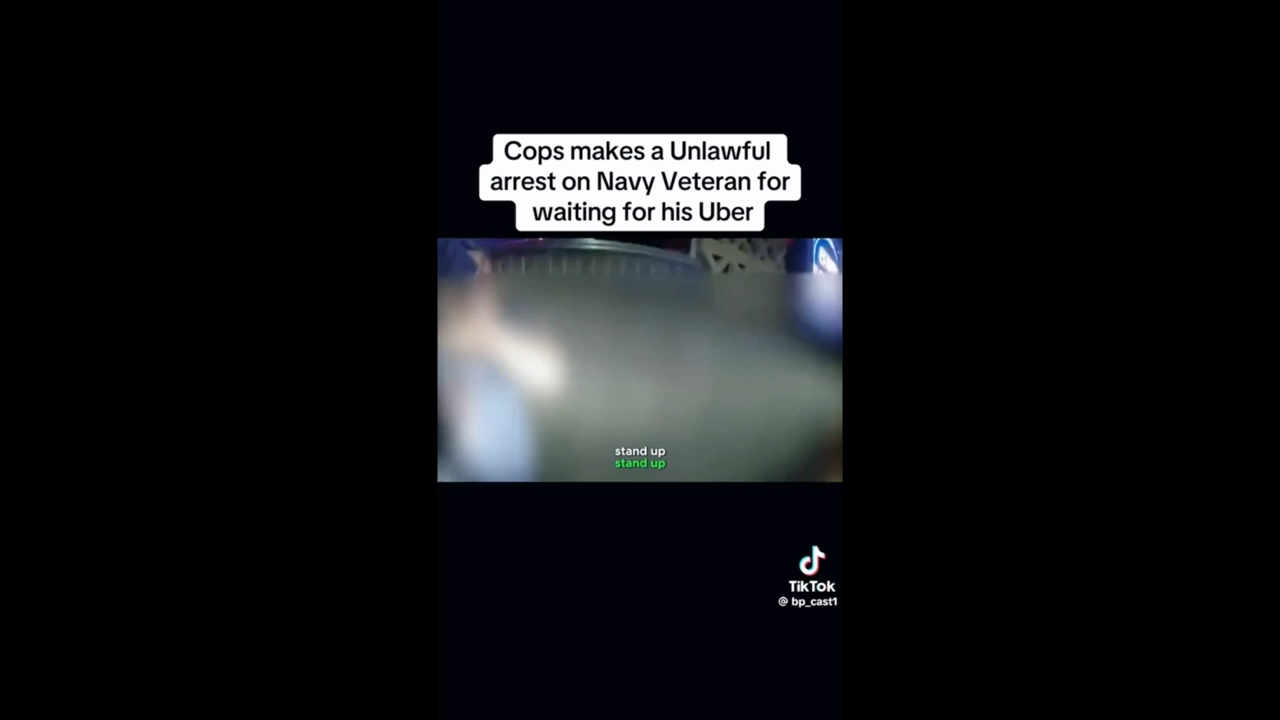 Cops makes a Unlawful
arrest on Navy Veteran for
waiting for his Uber
stand up
stand up
TikTok
@ bp_cast1